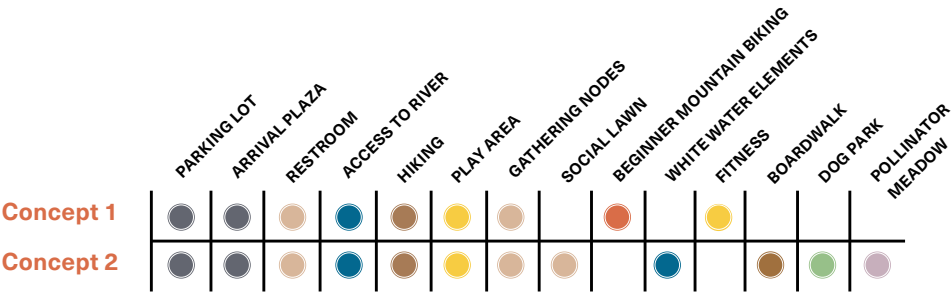 PARKING LOT
ARRIVAL PLAZA
RESTROOM
ACCESS TO RIVER
HIKING
PLAY AREA
GATHERING NODES
SOCIAL LAWN
BEGINNER MOUNTAIN BIKING
WHITE WATER ELEMENTS
FITNESS
BOARDWALK
DOG PARK
POLLINATOR
MEADOW
Concept 1
Concept 2